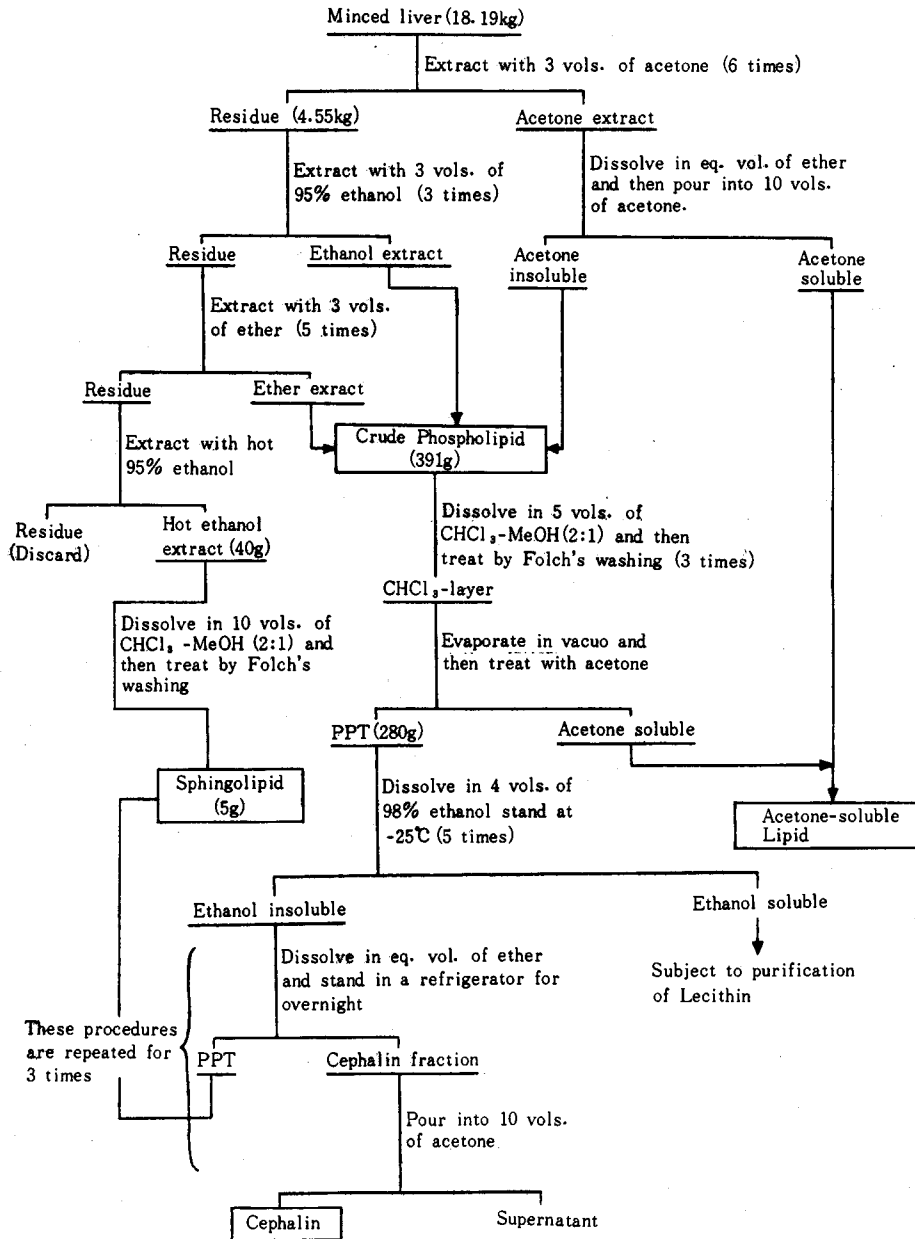 Minced liver (18.19kg)
Extract with 3 vols. of acetone (6 times)
Residue (4.55kg)
Acetone extract
Extract with 3 vols. of
95% ethanol (3 times)
Dissolve in eq. vol. of ether
and then pour into 10 vols.
of acetone.
Residue
Ethanol extract
Acetone
insoluble
Acetone
soluble
Extract with 3 vols.
of ether (5 times)
Residue
Ether exract
Crude Phospholipid
(391g)
Extract with hot
95% ethanol
Residue
(Discard)
Hot ethanol
extract (40g)
Dissolve in 5 vols. of
CHCl₃-MeOH (2:1) and then
treat by Folch's washing (3 times)
CHCl₃-layer
Dissolve in 10 vols. of
CHCl₃ -MeOH (2:1) and
then treat by Folch's
washing
Evaporate in vacuo and
then treat with acetone
PPT (280g)
Acetone soluble
Sphingolipid
(5g)
Dissolve in 4 vols. of
98% ethanol stand at
-25℃ (5 times)
Acetone-soluble
Lipid
Ethanol insoluble
Ethanol soluble
Dissolve in eq. vol. of ether
and stand in a refrigerator for
overnight
Subject to purification
of Lecithin
These procedures
are repeated for
3 times
PPT
Cephalin fraction
Pour into 10 vols.
of acetone
Cephalin
Supernatant